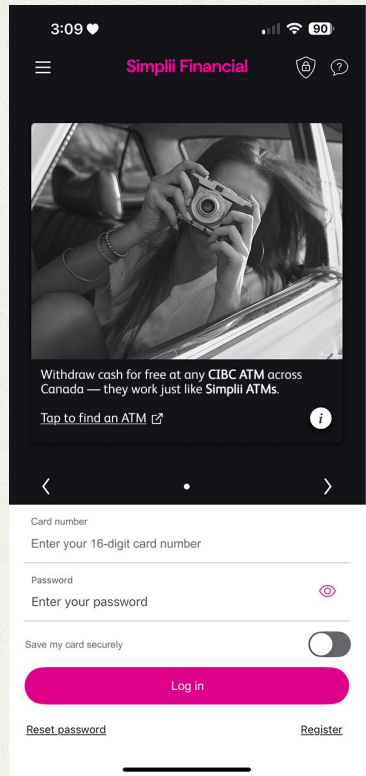 3:09
90
Simplii Financial
Withdraw cash for free at any CIBC ATM across
Canada — they work just like Simplii ATMs.
Tap to find an ATM
i
Card number
Enter your 16-digit card number
Password
Enter your password
Save my card securely
Log in
Reset password
Register